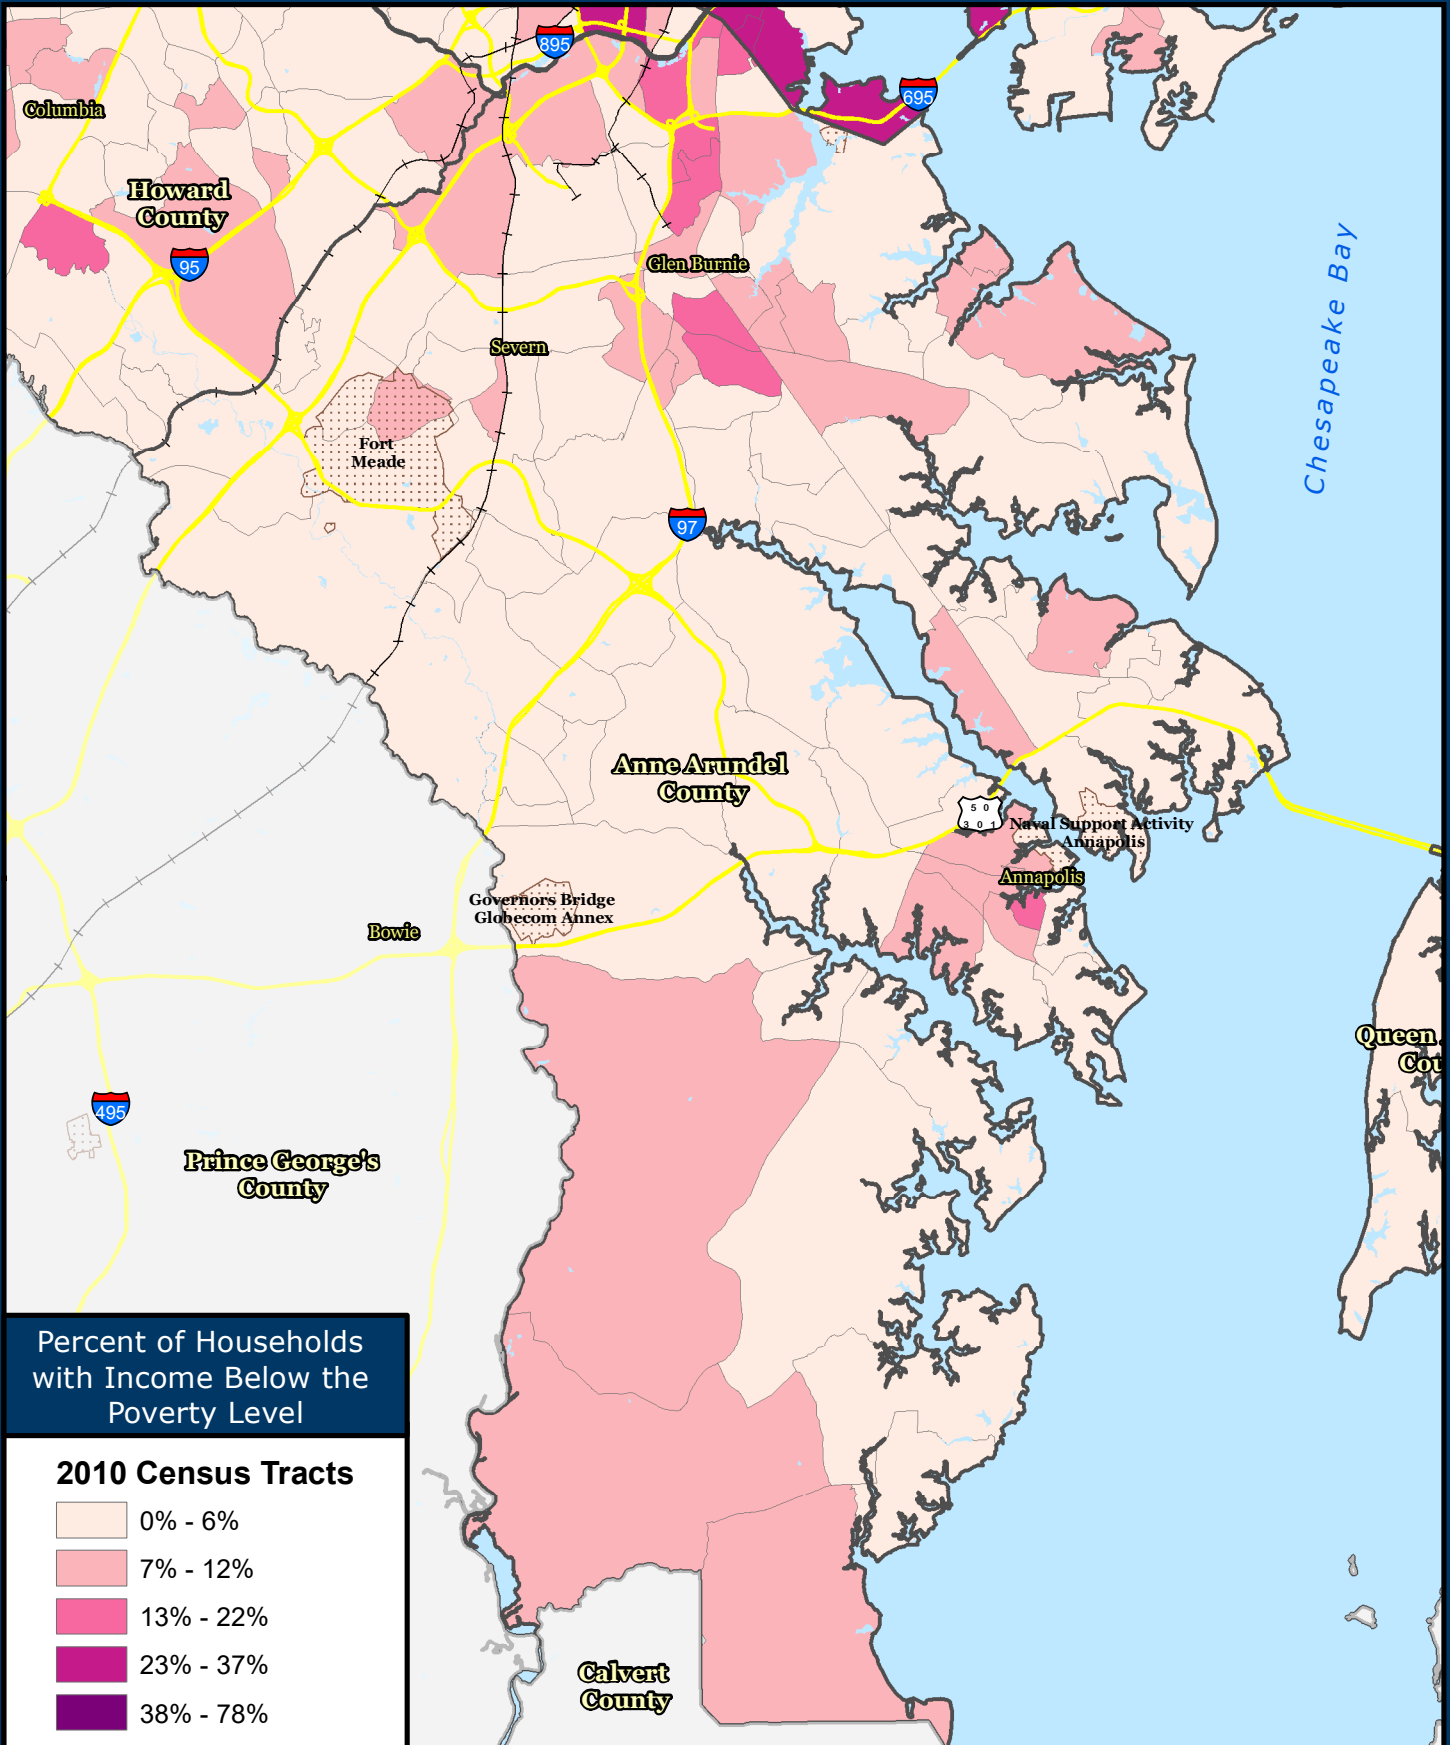 895
695
Columbia
Howard
County
95
Glen Burnie
Chesapeake Bay
Severn
Fort
Meade
97
Anne Arundel
County
50
301
Naval Support Activity
Annapolis
Annapolis
Governors Bridge
Globecom Annex
Bowie
Queen
Cou
495
Prince George's
County
Percent of Households
with Income Below the
Poverty Level
2010 Census Tracts
0% - 6%
7% - 12%
13% - 22%
23% - 37%
38% - 78%
Calvert
County